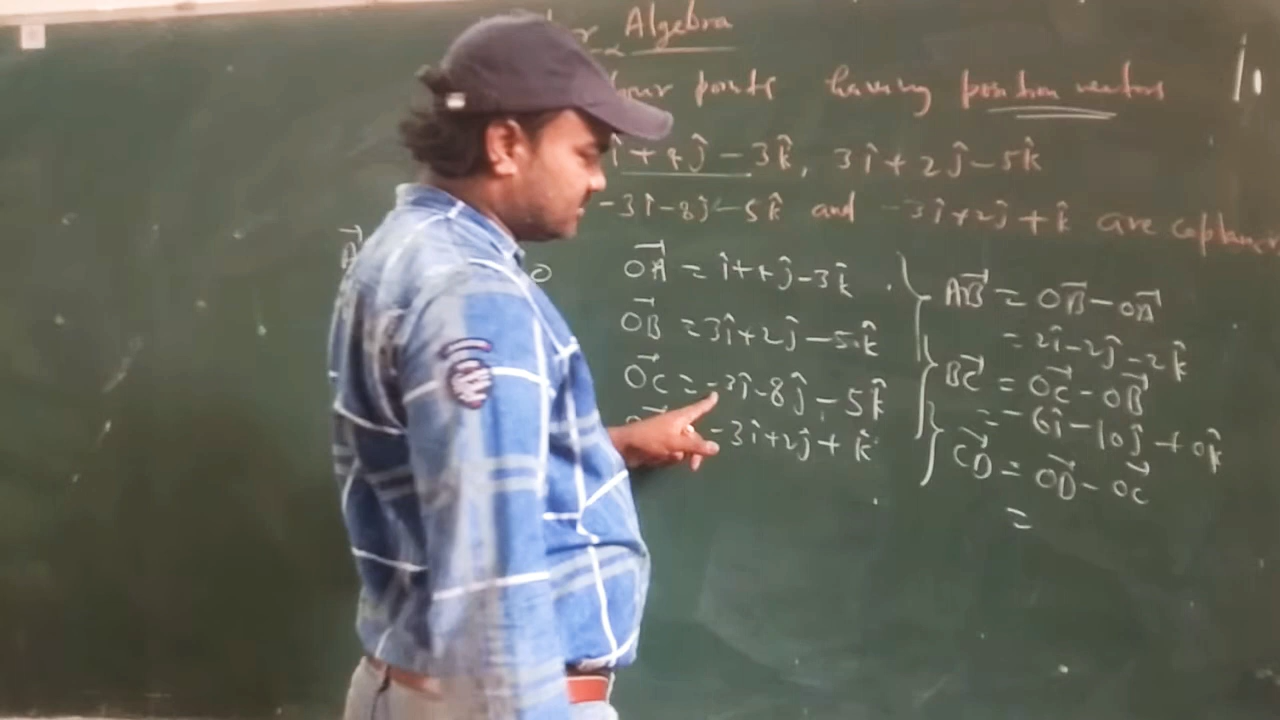 Algebra
four points having position vectors
î + 4ĵ - 3k̂, 3î + 2ĵ - 5k̂
-3î - 8ĵ - 5k̂ and -3î + 2ĵ + k̂ are coplanar
O
OA⃗ = î + 4ĵ - 3k̂
OB⃗ = 3î + 2ĵ - 5k̂
OC⃗ = -3î - 8ĵ - 5k̂
-3î + 2ĵ + k̂
AB⃗ = OB⃗ - OA⃗
= 2î - 2ĵ - 2k̂
BC⃗ = OC⃗ - OB⃗
= -6î - 10ĵ + 0k̂
CD⃗ = OD⃗ - OC⃗
=